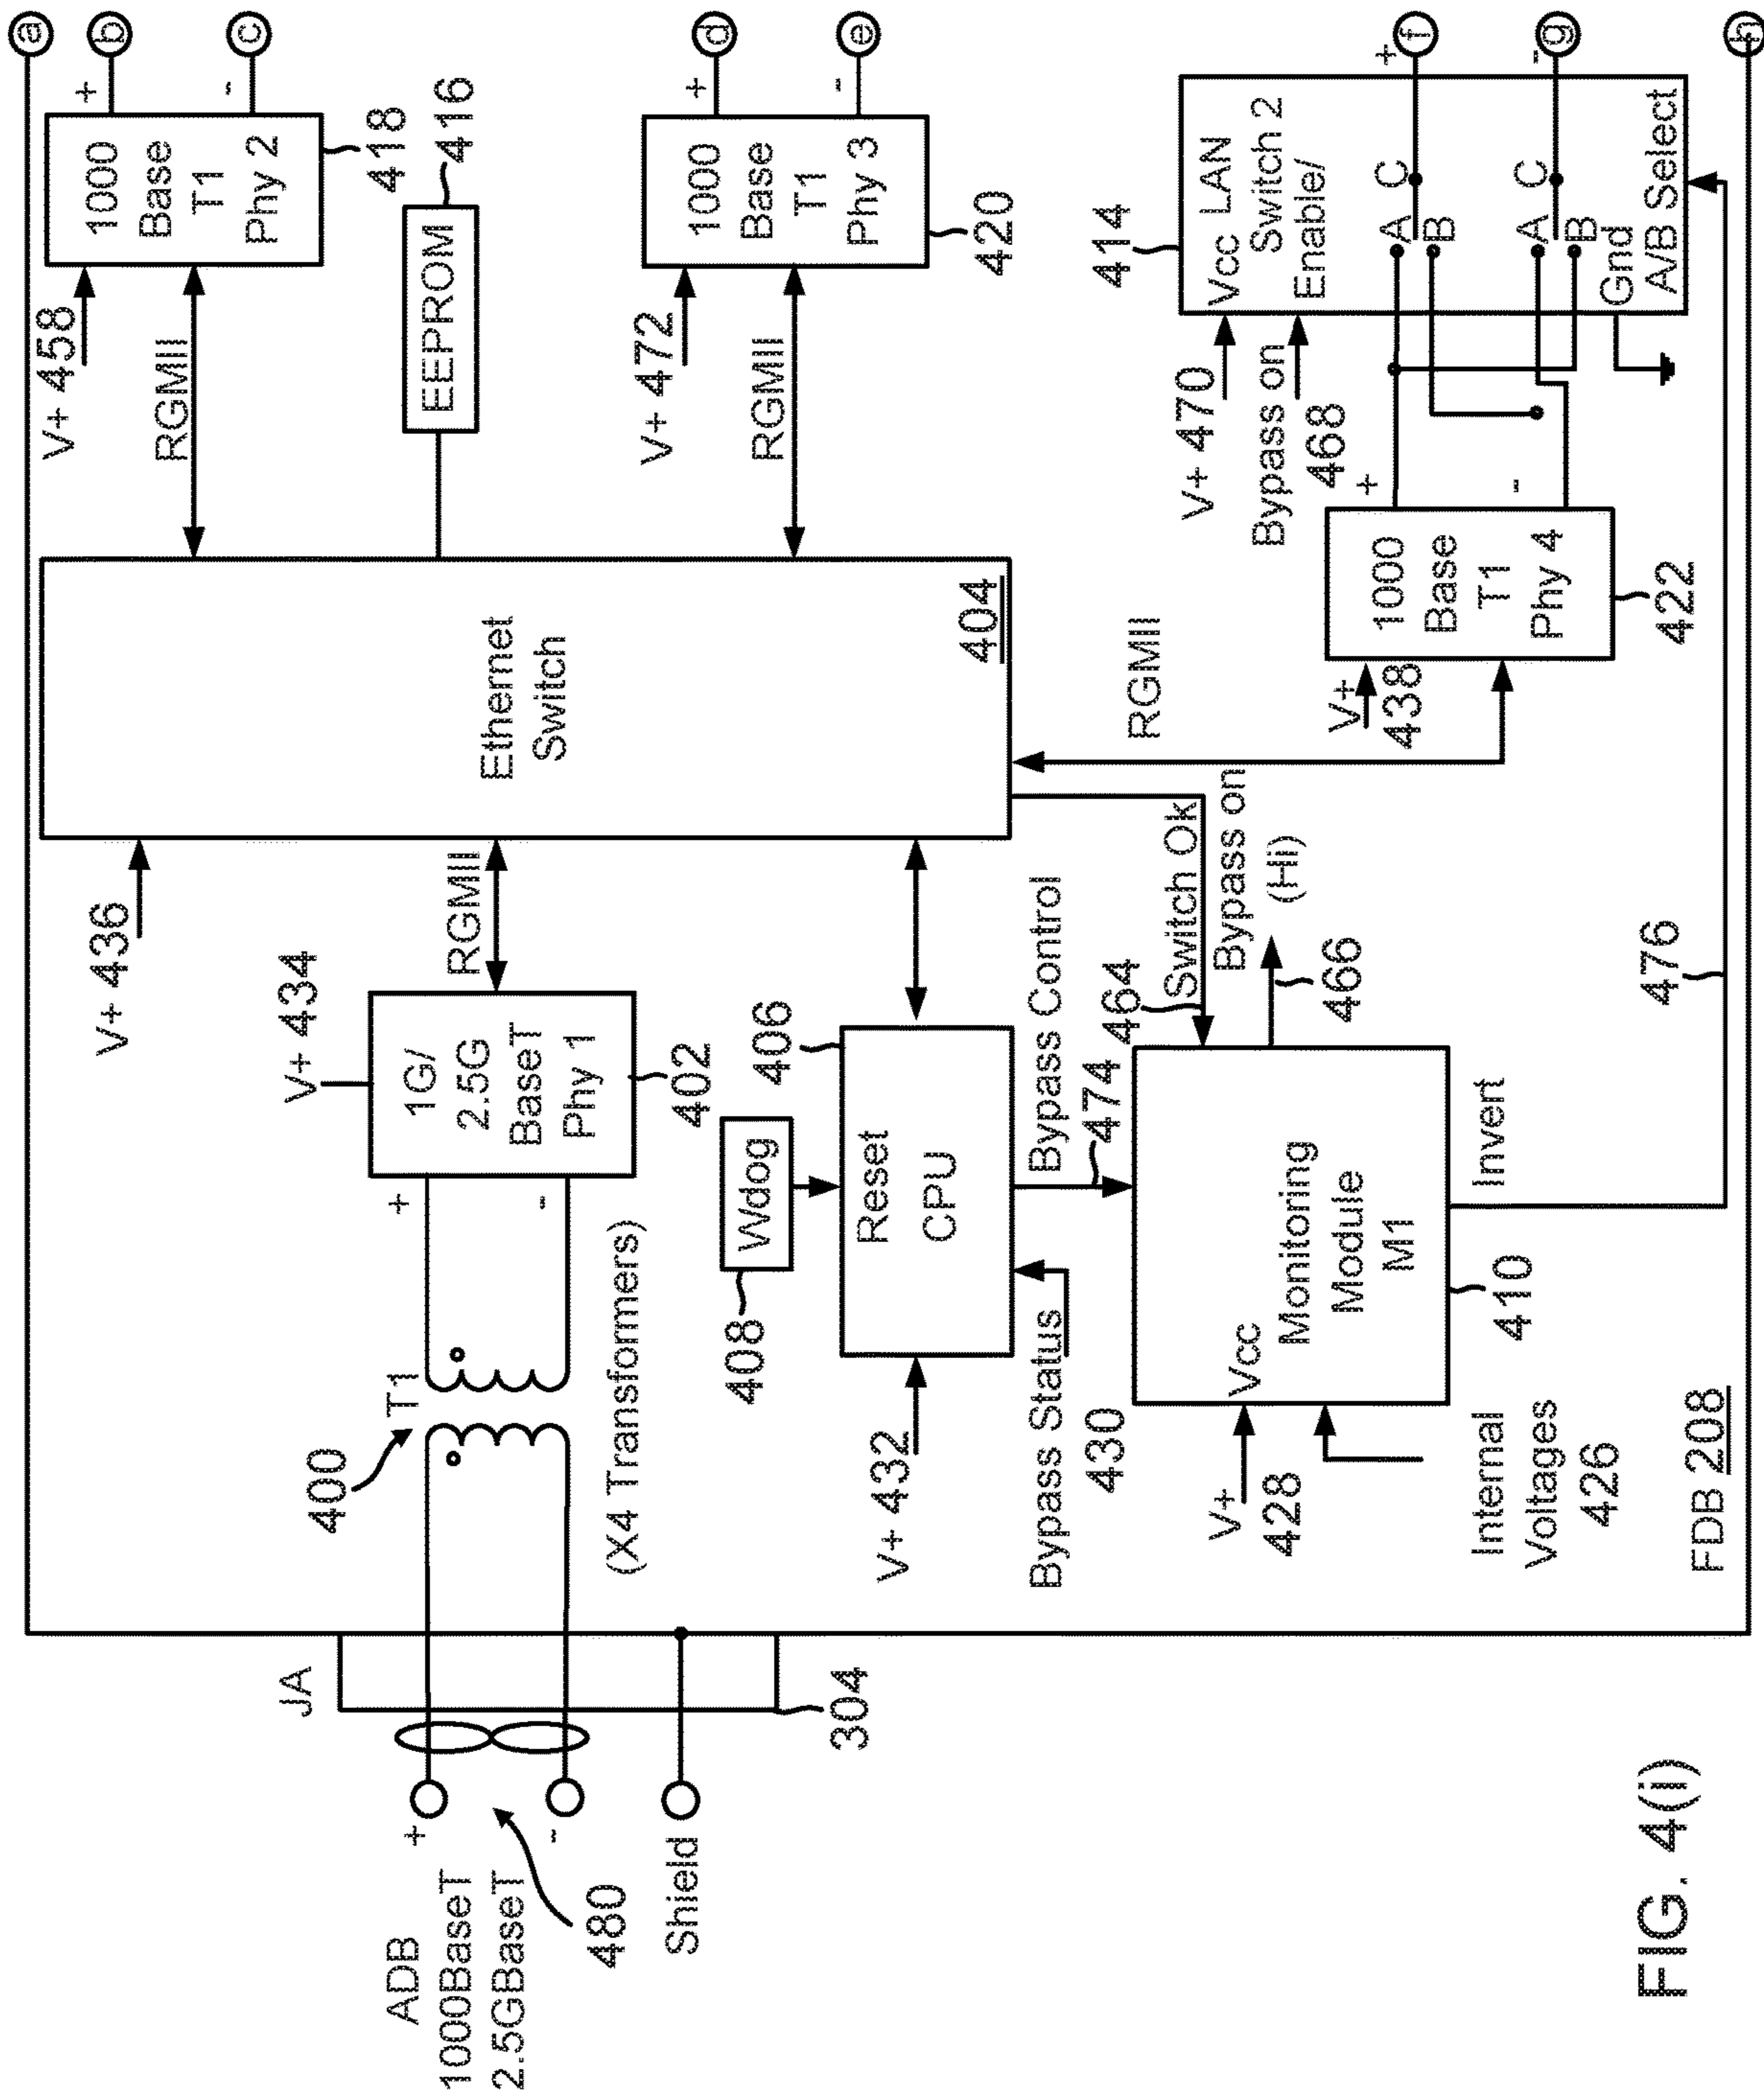 ADB
1000BaseT
2.5GBaseT
+
-
480
Shield
JA
304
400
T1
(X4 Transformers)
+
-
V+ 434
1G/
2.5G
BaseT
Phy 1
402
RGMII
V+ 436
Ethernet
Switch
404
V+ 458
RGMII
1000
Base
T1
Phy 2
418
+
-
a
b
c
EEPROM
416
V+ 472
RGMII
1000
Base
T1
Phy 3
420
+
-
d
e
408
Wdog
406
Reset
CPU
V+ 432
Bypass Status
430
Bypass Control
474
464
Switch Ok
Bypass on
(Hi)
466
V+
428
Vcc
Monitoring
Module
M1
410
Internal
Voltages
426
Invert
476
RGMII
V+
438
1000
Base
T1
Phy 4
422
+
-
V+ 470
Bypass on
468
414
Vcc LAN
Switch 2
Enable/
A
C
B
A
C
B
Gnd
A/B Select
+
-
f
g
h
FDB 208
FIG. 4(i)